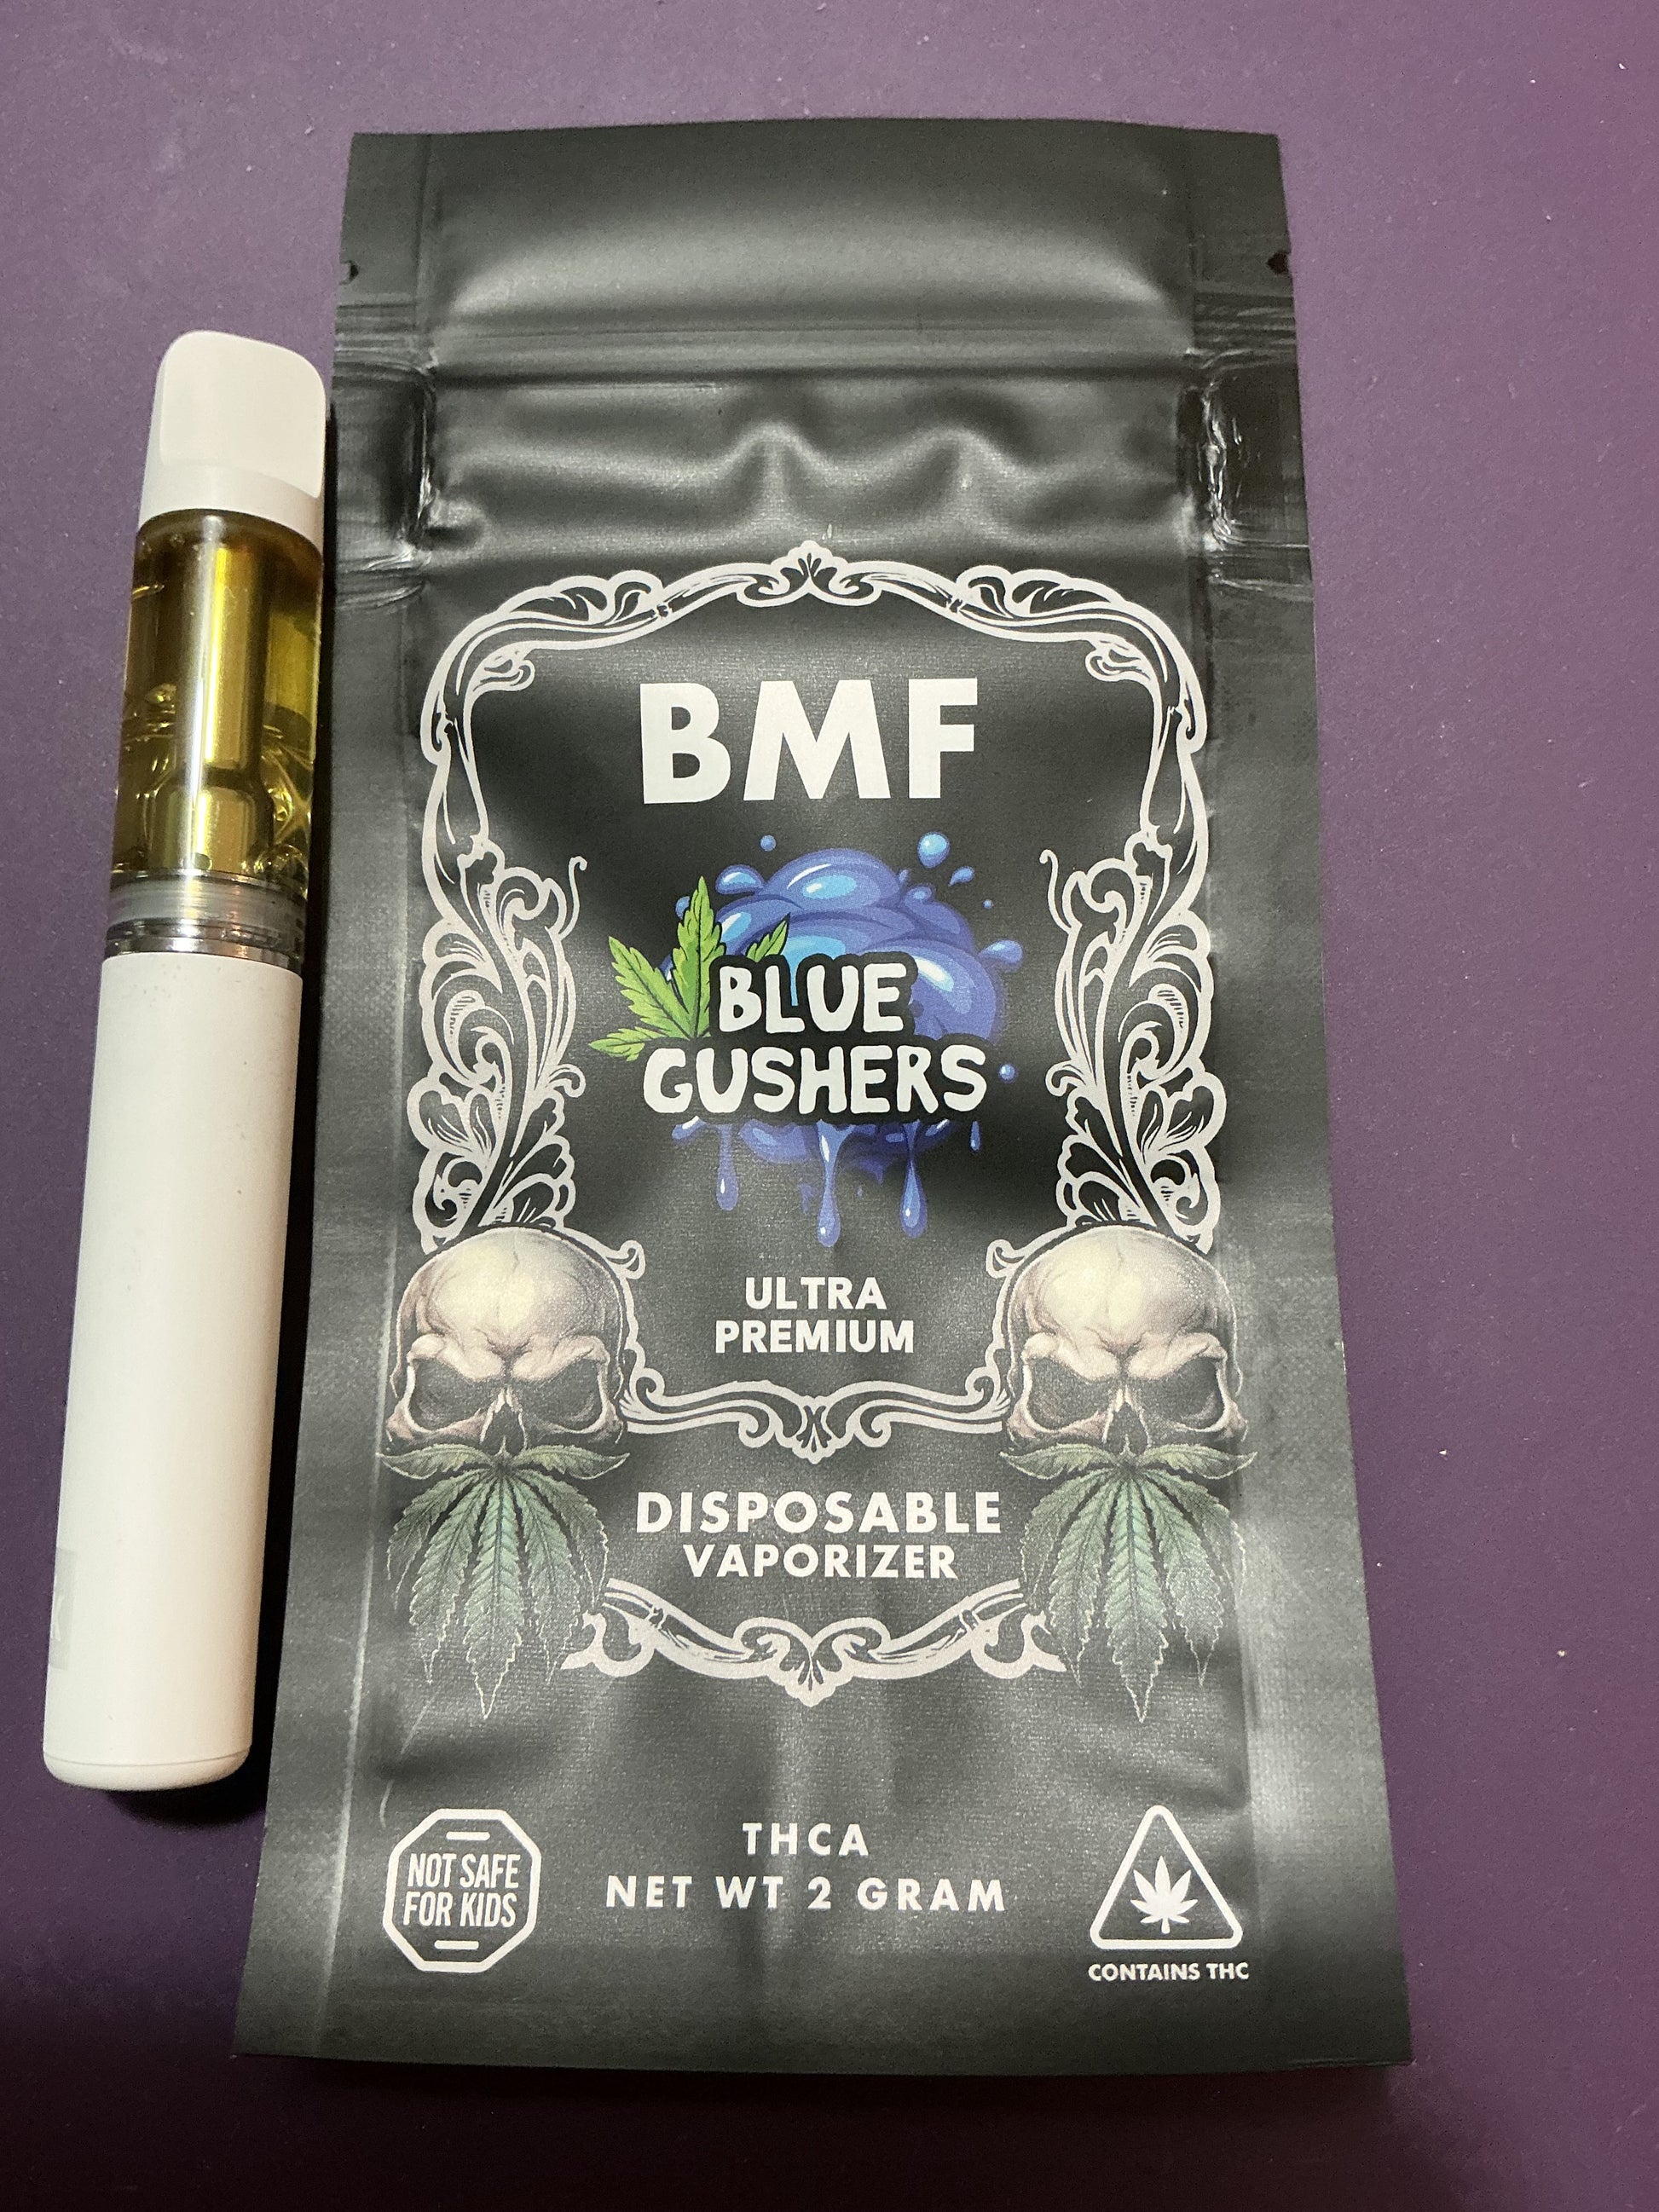 BMF
BLUE
GUSHERS
ULTRA
PREMIUM
DISPOSABLE
VAPORIZER
NOT SAFE
FOR KIDS
THCA
NET WT 2 GRAM
CONTAINS THC